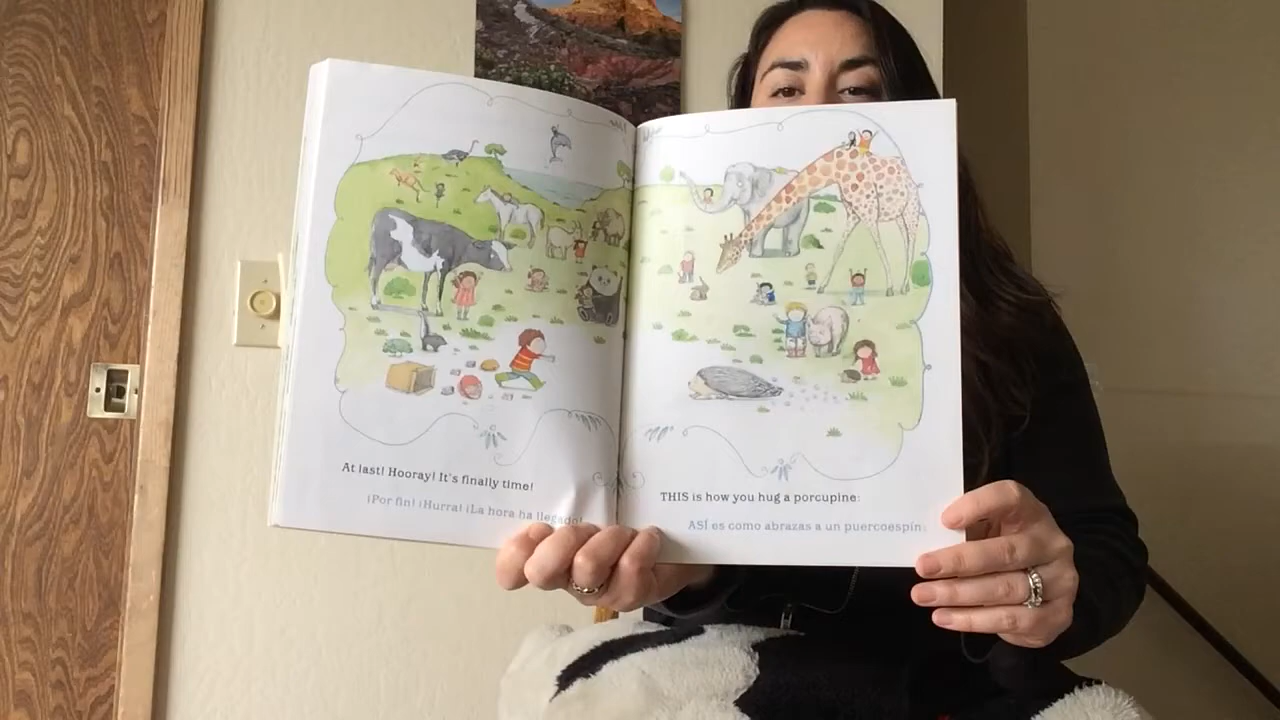 At last! Hooray! It's finally time!
¡Por fin! ¡Hurra! ¡La hora ha llegado!
THIS is how you hug a porcupine:
ASÍ es como abrazas a un puercoespín: